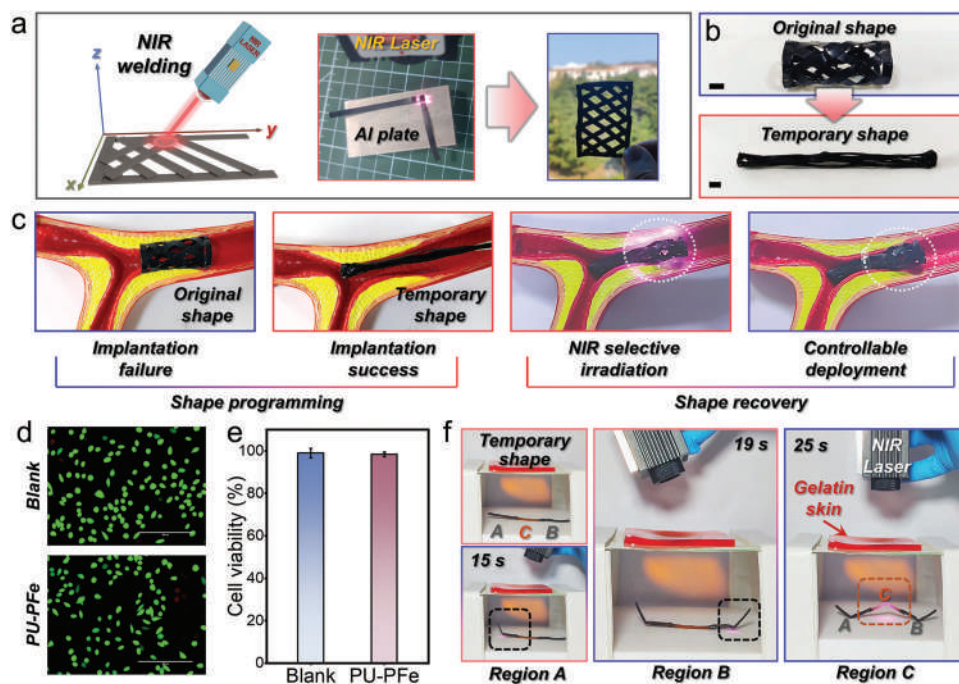 a
NIR
welding
NIR
LASER
z
y
x
NIR Laser
Al plate
b
Original shape
Temporary shape
c
Original
shape
Temporary
shape
Implantation
failure
Implantation
success
NIR selective
irradiation
Controllable
deployment
Shape programming
Shape recovery
d
Blank
PU-PFe
e
Cell viability (%)
100
80
60
40
20
0
Blank
PU-PFe
f
Temporary
shape
A
C
B
15 s
Region A
19 s
Region B
25 s
NIR
Laser
Gelatin
skin
C
A
B
Region C